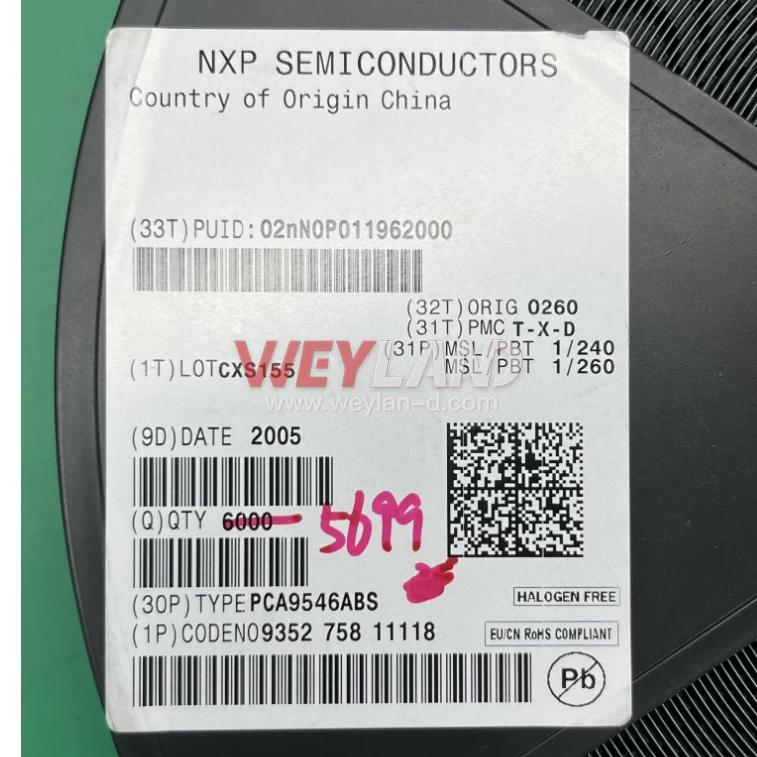 NXP SEMICONDUCTORS
Country of Origin China
(33T)PUID:02nN0P011962000
(32T)ORIG 0260
(31T)PMC T-X-D
(31P)MSL/PBT 1/240
MSL/PBT 1/260
(1T)LOTCXS155
WEYLAND
www.weylan-d.com
(9D)DATE 2005
(Q)QTY 6000 5699
(30P)TYPE PCA9546ABS
HALOGEN FREE
(1P)CODENO9352 758 11118
EU/CN RoHS COMPLIANT
Pb